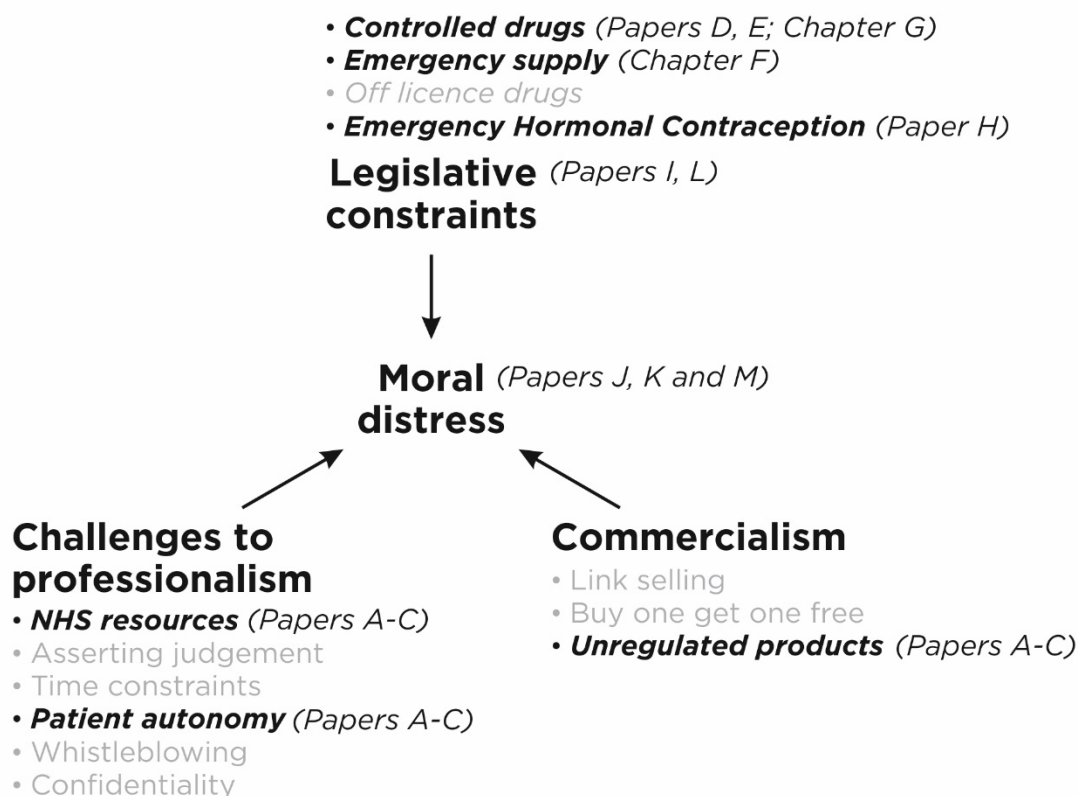 • Controlled drugs (Papers D, E; Chapter G)
• Emergency supply (Chapter F)
• Off licence drugs
• Emergency Hormonal Contraception (Paper H)
Legislative (Papers I, L)
constraints
Moral (Papers J, K and M)
distress
Challenges to
professionalism
• NHS resources (Papers A-C)
• Asserting judgement
• Time constraints
• Patient autonomy (Papers A-C)
• Whistleblowing
• Confidentiality
Commercialism
• Link selling
• Buy one get one free
• Unregulated products (Papers A-C)